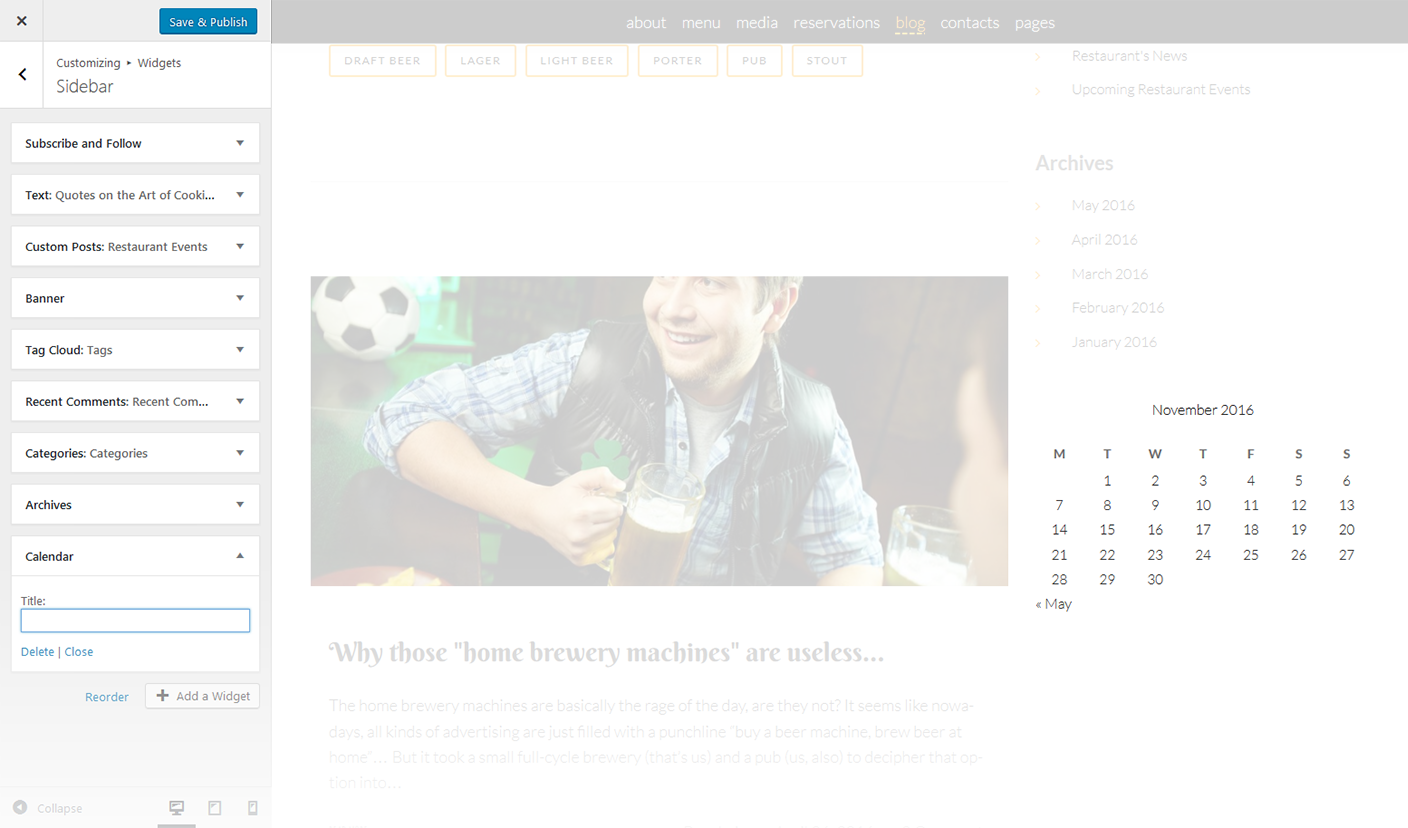 Save & Publish
Customizing ▸ Widgets
Sidebar
Subscribe and Follow
Text: Quotes on the Art of Cooki...
Custom Posts: Restaurant Events
Banner
Tag Cloud: Tags
Recent Comments: Recent Com...
Categories: Categories
Archives
Calendar
Title:
Delete | Close
Reorder
Add a Widget
Collapse
about menu media reservations blog contacts pages
DRAFT BEER LAGER LIGHT BEER PORTER PUB STOUT
Why those "home brewery machines" are useless...
The home brewery machines are basically the rage of the day, are they not? It seems like nowa-
days, all kinds of advertising are just filled with a punchline "buy a beer machine, brew beer at
home"... But it took a small full-cycle brewery (that's us) and a pub (us, also) to decipher that op-
tion into...
Restaurant's News
Upcoming Restaurant Events
Archives
May 2016
April 2016
March 2016
February 2016
January 2016
November 2016
M T W T F S S
1 2 3 4 5 6
7 8 9 10 11 12 13
14 15 16 17 18 19 20
21 22 23 24 25 26 27
28 29 30
« May